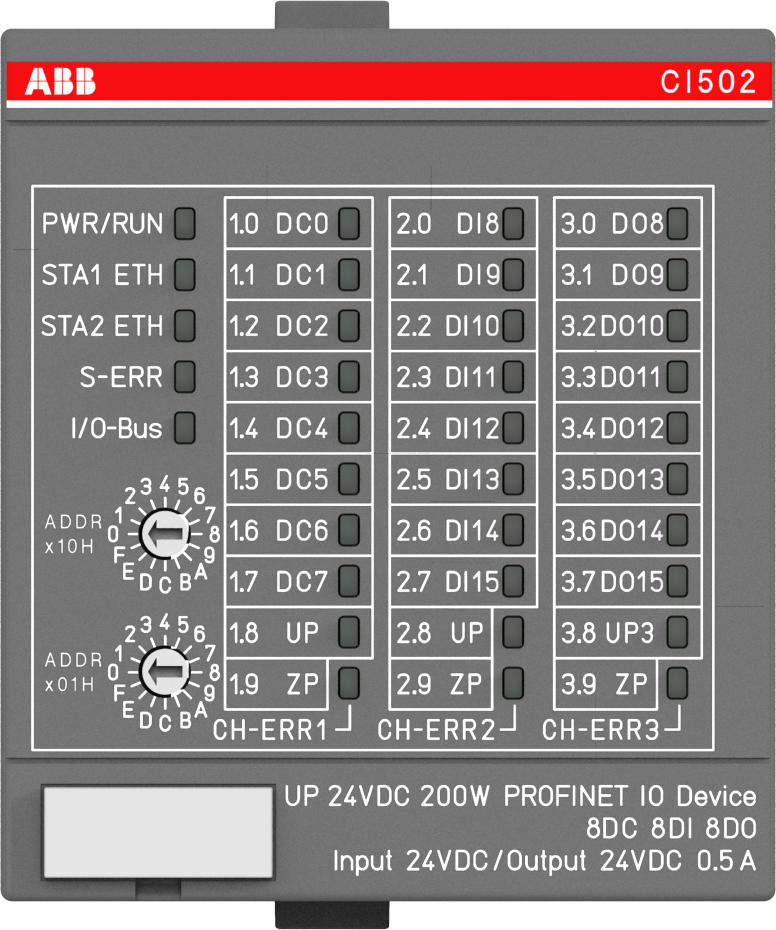 ABB CI502
PWR/RUN 1.0 DC0 2.0 DI8 3.0 DO8
STA1 ETH 1.1 DC1 2.1 DI9 3.1 DO9
STA2 ETH 1.2 DC2 2.2 DI10 3.2 DO10
S-ERR 1.3 DC3 2.3 DI11 3.3 DO11
I/O-Bus 1.4 DC4 2.4 DI12 3.4 DO12
1.5 DC5 2.5 DI13 3.5 DO13
1.6 DC6 2.6 DI14 3.6 DO14
1.7 DC7 2.7 DI15 3.7 DO15
1.8 UP 2.8 UP 3.8 UP3
1.9 ZP 2.9 ZP 3.9 ZP
CH-ERR1 CH-ERR2 CH-ERR3
ADDR
x10H
0 1 2 3 4 5 6 7 8 9 A B C D E F
ADDR
x01H
0 1 2 3 4 5 6 7 8 9 A B C D E F
UP 24VDC 200W PROFINET IO Device
8DC 8DI 8DO
Input 24VDC/Output 24VDC 0.5A